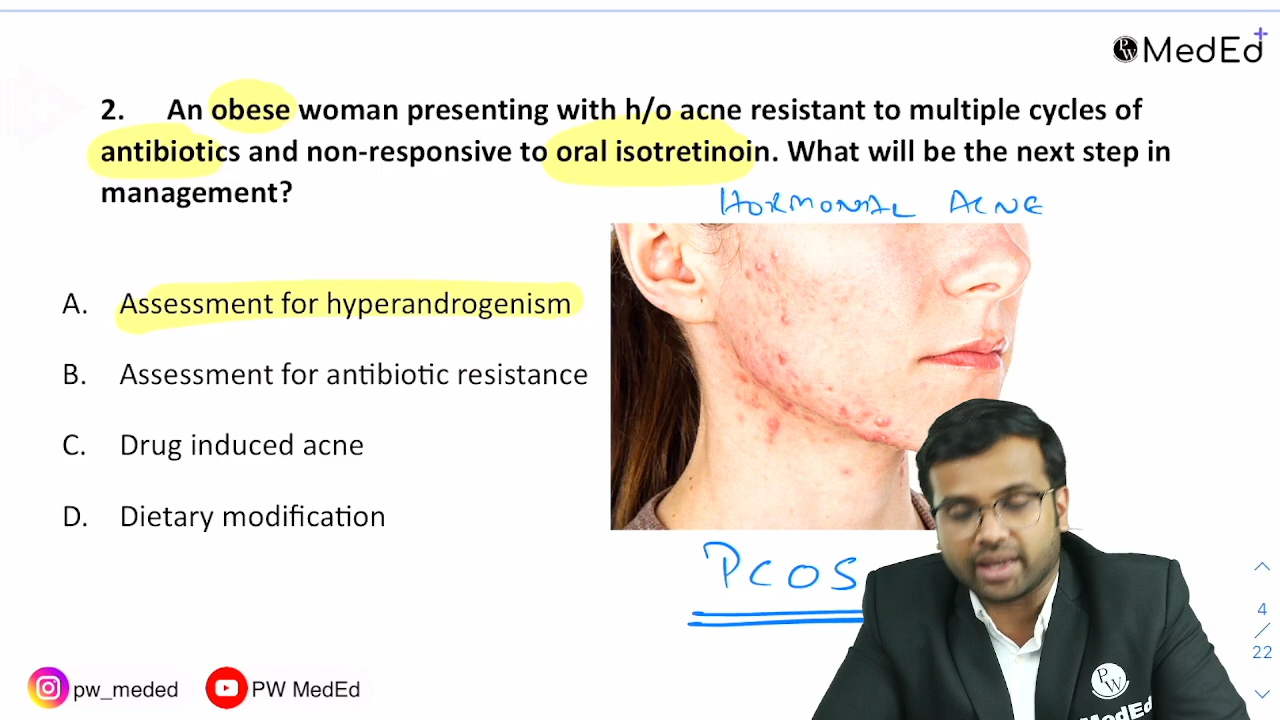 MedEd+
2. An obese woman presenting with h/o acne resistant to multiple cycles of
antibiotics and non-responsive to oral isotretinoin. What will be the next step in
management?
HORMONAL ACNE
A. Assessment for hyperandrogenism
B. Assessment for antibiotic resistance
C. Drug induced acne
D. Dietary modification
PCOS
4
/
22
PW
MedEd
pw_meded
PW MedEd